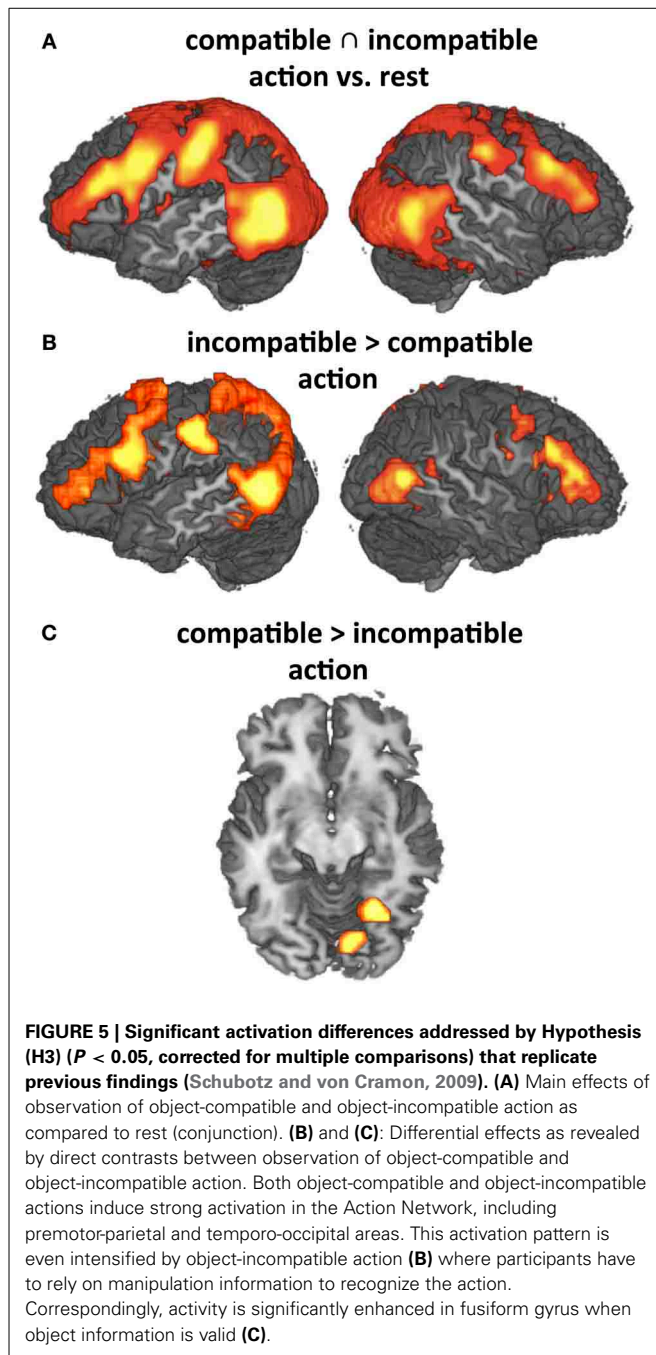 A
compatible ∩ incompatible
action vs. rest
B
incompatible > compatible
action
C
compatible > incompatible
action
FIGURE 5 | Significant activation differences addressed by Hypothesis
(H3) (P < 0.05, corrected for multiple comparisons) that replicate
previous findings (Schubotz and von Cramon, 2009). (A) Main effects of
observation of object-compatible and object-incompatible action as
compared to rest (conjunction). (B) and (C): Differential effects as revealed
by direct contrasts between observation of object-compatible and
object-incompatible action. Both object-compatible and object-incompatible
actions induce strong activation in the Action Network, including
premotor-parietal and temporo-occipital areas. This activation pattern is
even intensified by object-incompatible action (B) where participants have
to rely on manipulation information to recognize the action.
Correspondingly, activity is significantly enhanced in fusiform gyrus when
object information is valid (C).